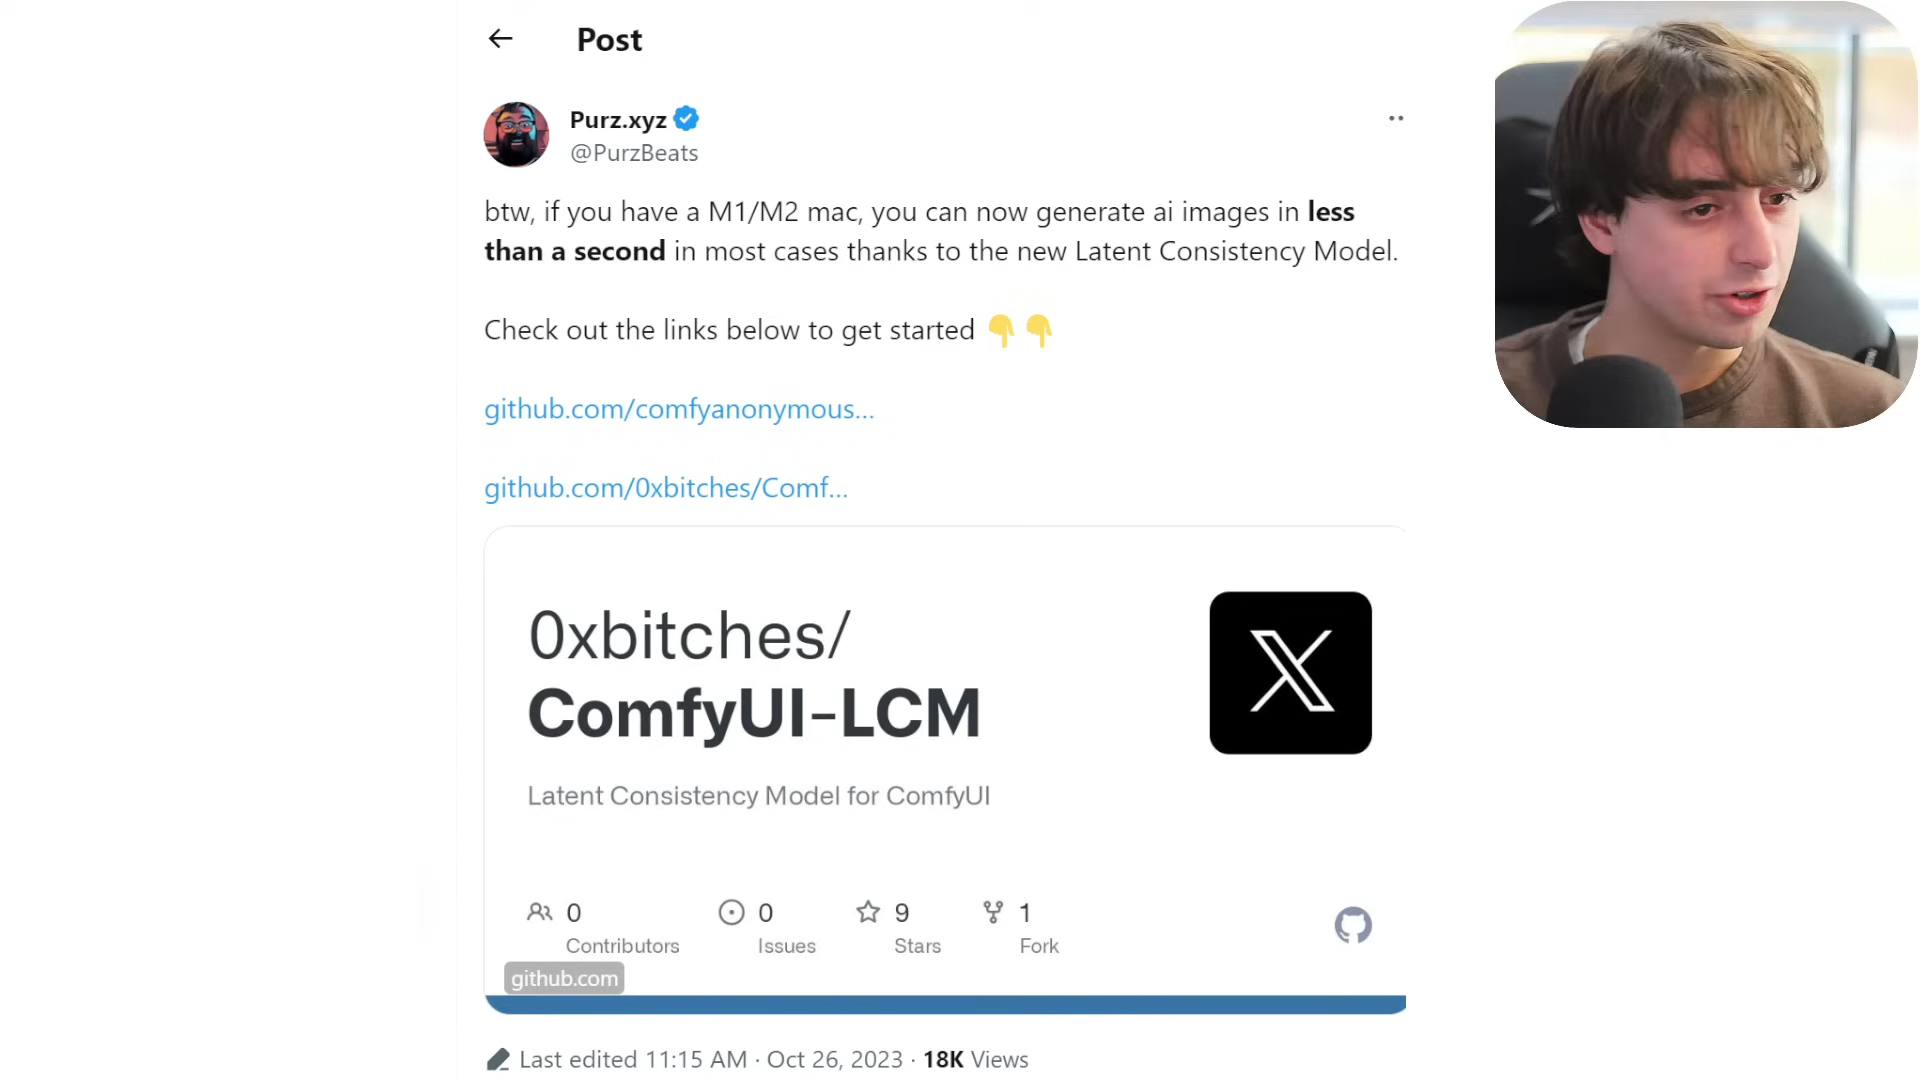 Post
Purz.xyz
@PurzBeats
btw, if you have a M1/M2 mac, you can now generate ai images in less
than a second in most cases thanks to the new Latent Consistency Model.
Check out the links below to get started 👇👇
github.com/comfyanonymous...
github.com/0xbitches/Comf...
0xbitches/
ComfyUI-LCM
Latent Consistency Model for ComfyUI
0 Contributors
0 Issues
9 Stars
1 Fork
github.com
Last edited 11:15 AM · Oct 26, 2023 · 18K Views